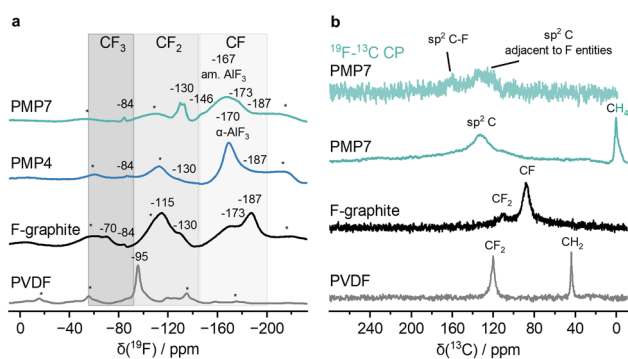 a
CF₃
CF₂
CF
-167
am. AlF₃
-130
-146
-173
-187
-84
PMP7
*
*
*
-170
α-AlF₃
-187
-84
-130
PMP4
*
*
*
-115
-187
-173
-130
-70
-84
F-graphite
*
*
*
-95
PVDF
*
*
*
*
0
−40
−80
−120
−160
−200
δ(¹⁹F) / ppm
b
¹⁹F-¹³C CP
sp² C-F
sp² C
adjacent to F entities
PMP7
sp² C
CH₄
PMP7
CF
CF₂
F-graphite
CF₂
CH₂
PVDF
240
200
160
120
80
40
0
δ(¹³C) / ppm